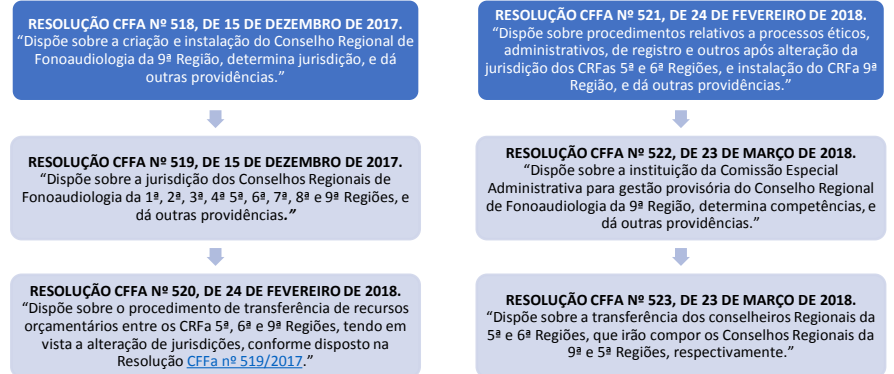 RESOLUÇÃO CFFA Nº 518, DE 15 DE DEZEMBRO DE 2017.
“Dispõe sobre a criação e instalação do Conselho Regional de
Fonoaudiologia da 9ª Região, determina jurisdição, e dá
outras providências.”
RESOLUÇÃO CFFA Nº 519, DE 15 DE DEZEMBRO DE 2017.
“Dispõe sobre a jurisdição dos Conselhos Regionais de
Fonoaudiologia da 1ª, 2ª, 3ª, 4ª 5ª, 6ª, 7ª, 8ª e 9ª Regiões, e
dá outras providências.”
RESOLUÇÃO CFFA Nº 520, DE 24 DE FEVEREIRO DE 2018.
“Dispõe sobre o procedimento de transferência de recursos
orçamentários entre os CRFa 5ª, 6ª e 9ª Regiões, tendo em
vista a alteração de jurisdições, conforme disposto na
Resolução CFFa nº 519/2017.”
RESOLUÇÃO CFFA Nº 521, DE 24 DE FEVEREIRO DE 2018.
“Dispõe sobre procedimentos relativos a processos éticos,
administrativos, de registro e outros após alteração da
jurisdição dos CRFas 5ª e 6ª Regiões, e instalação do CRFa 9ª
Região, e dá outras providências.”
RESOLUÇÃO CFFA Nº 522, DE 23 DE MARÇO DE 2018.
“Dispõe sobre a instituição da Comissão Especial
Administrativa para gestão provisória do Conselho Regional
de Fonoaudiologia da 9ª Região, determina competências, e
dá outras providências.”
RESOLUÇÃO CFFA Nº 523, DE 23 DE MARÇO DE 2018.
“Dispõe sobre a transferência dos conselheiros Regionais da
5ª e 6ª Regiões, que irão compor os Conselhos Regionais da
9ª e 5ª Regiões, respectivamente.”